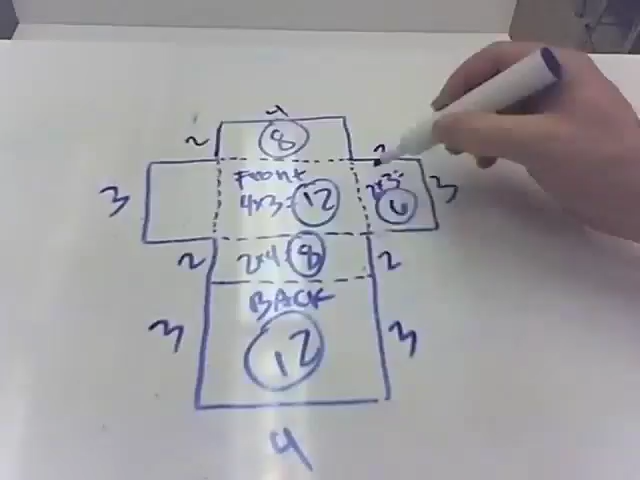 4
2 8 2
3 Front 2x3= 3
4x3= 12 6
2 2x4= 8 2
BACK
3 12 3
4